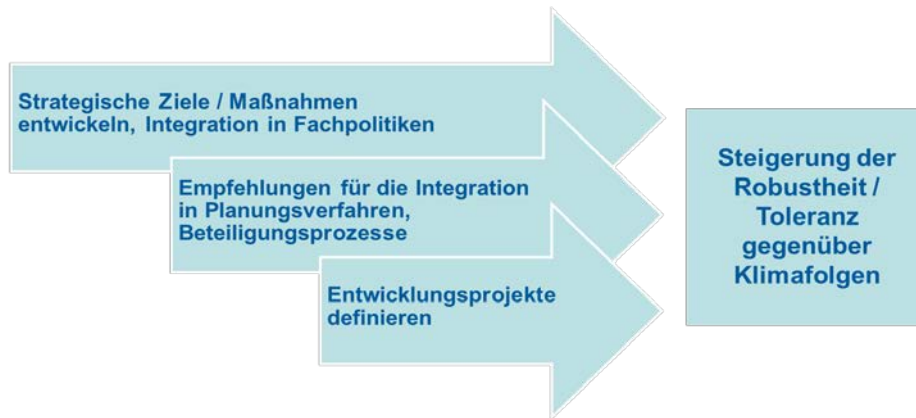 Strategische Ziele / Maßnahmen
entwickeln, Integration in Fachpolitiken
Empfehlungen für die Integration
in Planungsverfahren,
Beteiligungsprozesse
Entwicklungsprojekte
definieren
Steigerung der
Robustheit /
Toleranz
gegenüber
Klimafolgen